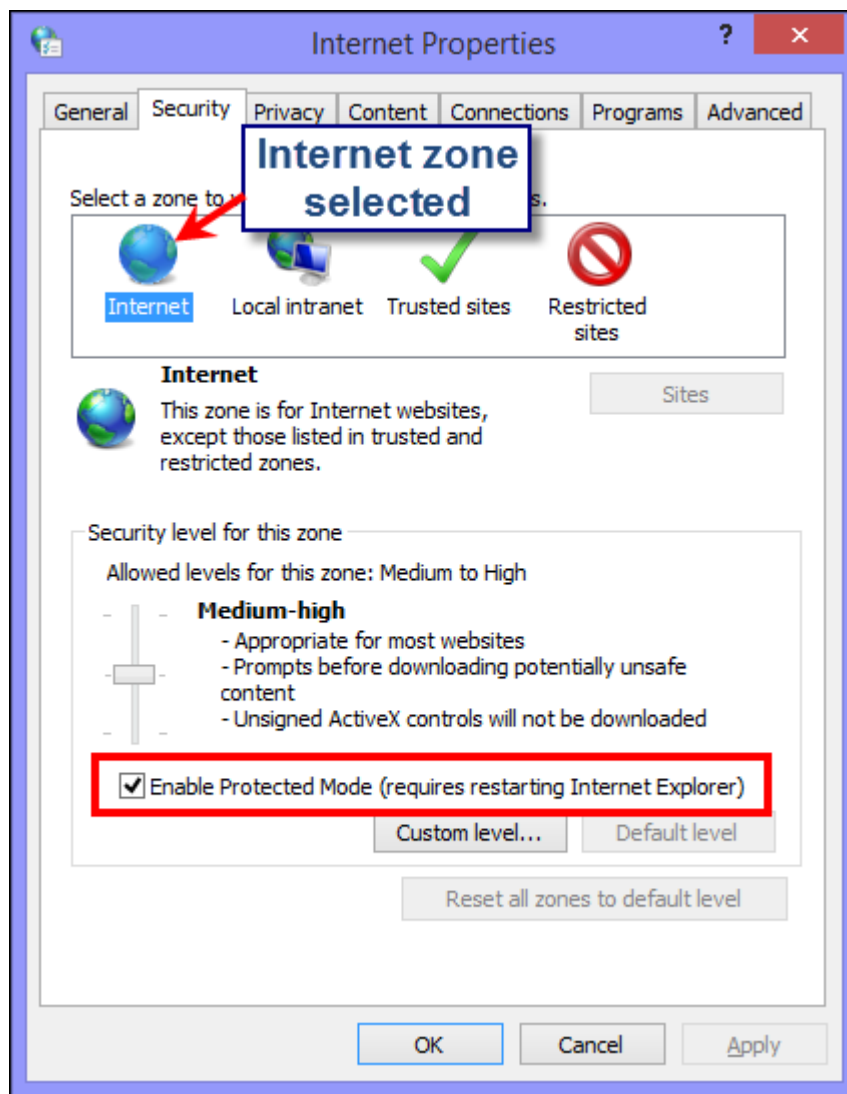 Internet Properties
?
×
General Security Privacy Content Connections Programs Advanced
Internet zone
selected
Select a zone to
s.
Internet Local intranet Trusted sites Restricted
sites
Internet
Sites
This zone is for Internet websites,
except those listed in trusted and
restricted zones.
Security level for this zone
Allowed levels for this zone: Medium to High
Medium-high
- Appropriate for most websites
- Prompts before downloading potentially unsafe
content
- Unsigned ActiveX controls will not be downloaded
Enable Protected Mode (requires restarting Internet Explorer)
Custom level... Default level
Reset all zones to default level
OK Cancel Apply